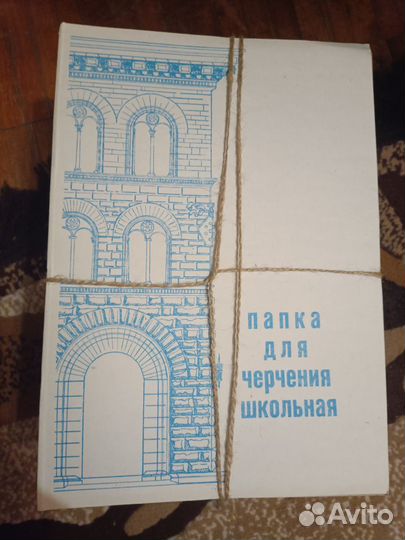 папка
для
черчения
школьная
Avito